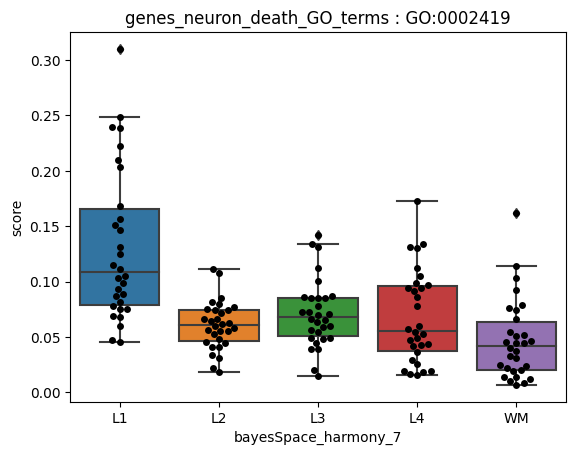 genes_neuron_death_GO_terms : GO:0002419
0.30
0.25
0.20
0.15
0.10
0.05
0.00
score
L1 L2 L3 L4 WM
bayesSpace_harmony_7